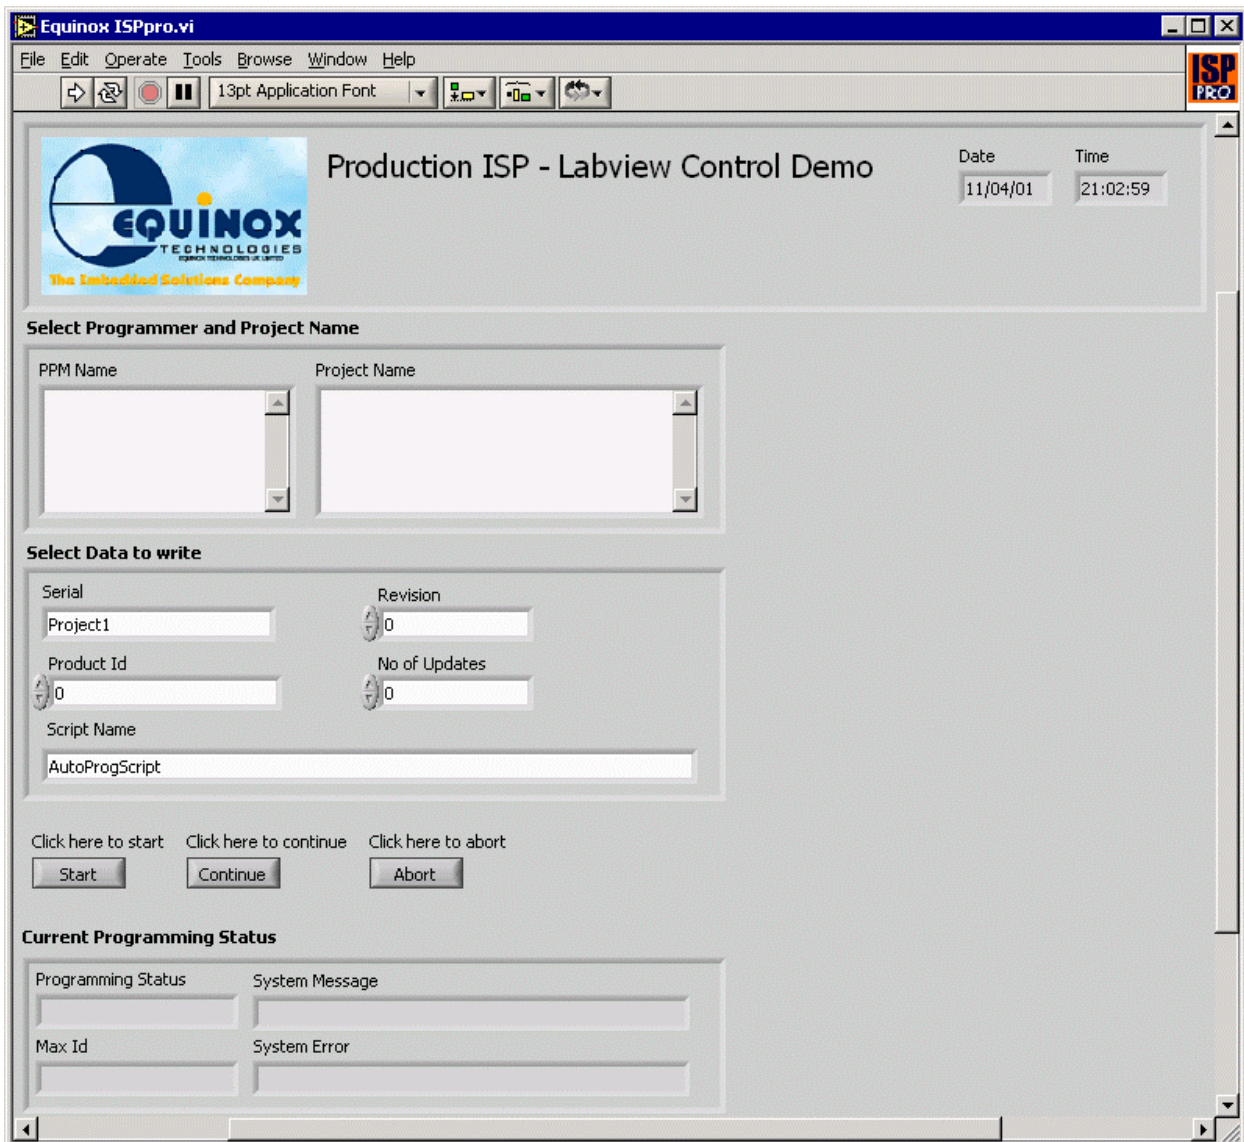 Equinox ISPpro.vi
File Edit Operate Tools Browse Window Help
13pt Application Font
ISP
PRO
EQUINOX
TECHNOLOGIES
EQUINOX TECHNOLOGIES UK LIMITED
The Embedded Solutions Company
Production ISP - Labview Control Demo
Date Time
11/04/01 21:02:59
Select Programmer and Project Name
PPM Name Project Name
Select Data to write
Serial Revision
Project1 0
Product Id No of Updates
0 0
Script Name
AutoProgScript
Click here to start Click here to continue Click here to abort
Start Continue Abort
Current Programming Status
Programming Status System Message
Max Id System Error